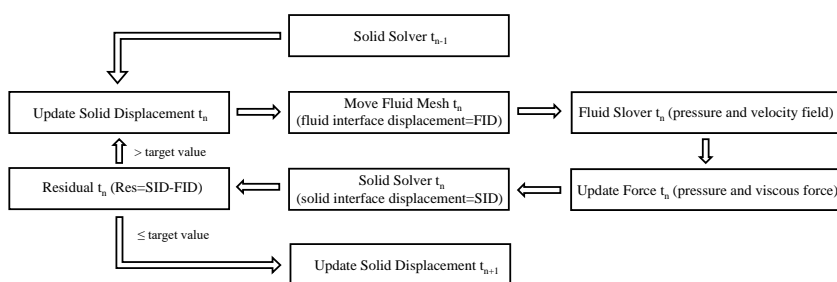 Solid Solver tn-1
Update Solid Displacement tn
Move Fluid Mesh tn
(fluid interface displacement=FID)
Fluid Slover tn (pressure and velocity field)
> target value
Residual tn (Res=SID-FID)
Solid Solver tn
(solid interface displacement=SID)
Update Force tn (pressure and viscous force)
≤ target value
Update Solid Displacement tn+1